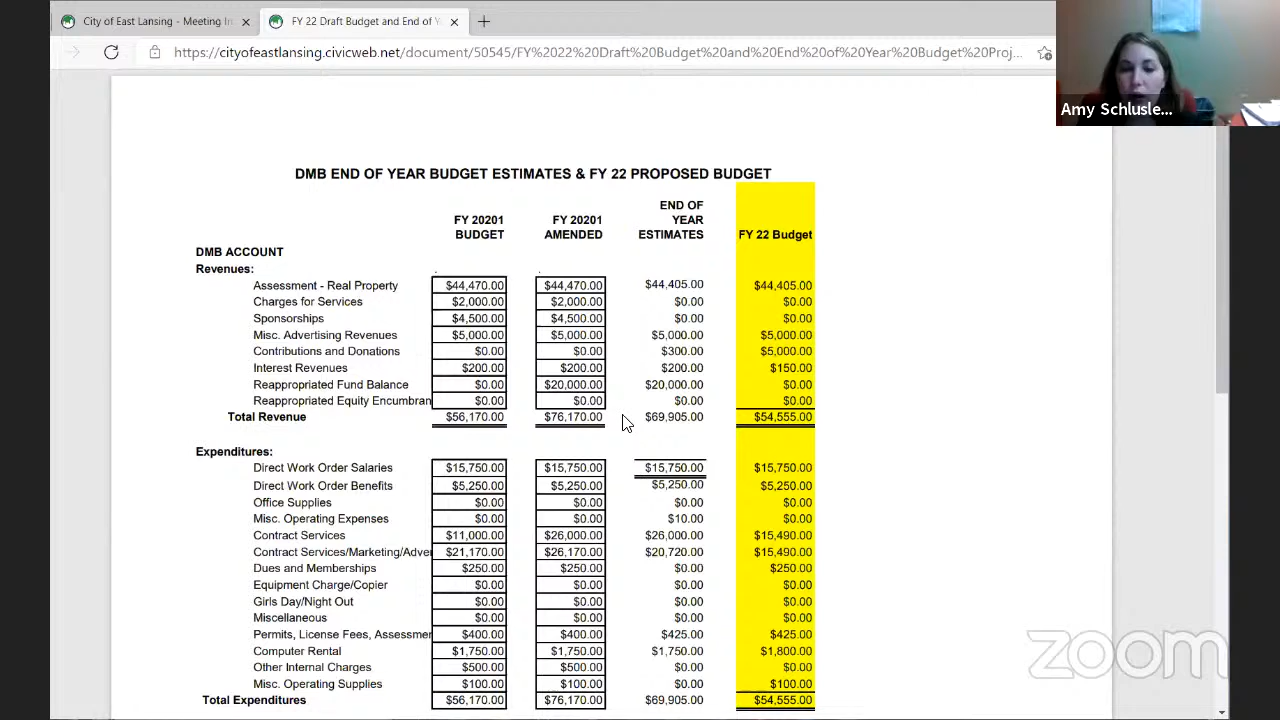 City of East Lansing - Meeting In
FY 22 Draft Budget and End of Y
https://cityofeastlansing.civicweb.net/document/50545/FY%2022%20Draft%20Budget%20and%20End%20of%20Year%20Budget%20Proj...
Amy Schlusle...
DMB END OF YEAR BUDGET ESTIMATES & FY 22 PROPOSED BUDGET
FY 20201 BUDGET FY 20201 AMENDED END OF YEAR ESTIMATES FY 22 Budget
DMB ACCOUNT
Revenues:
Assessment - Real Property $44,470.00 $44,470.00 $44,405.00 $44,405.00
Charges for Services $2,000.00 $2,000.00 $0.00 $0.00
Sponsorships $4,500.00 $4,500.00 $0.00 $0.00
Misc. Advertising Revenues $5,000.00 $5,000.00 $5,000.00 $5,000.00
Contributions and Donations $0.00 $0.00 $300.00 $5,000.00
Interest Revenues $200.00 $200.00 $200.00 $150.00
Reappropriated Fund Balance $0.00 $20,000.00 $20,000.00 $0.00
Reappropriated Equity Encumbran $0.00 $0.00 $0.00 $0.00
Total Revenue $56,170.00 $76,170.00 $69,905.00 $54,555.00
Expenditures:
Direct Work Order Salaries $15,750.00 $15,750.00 $15,750.00 $15,750.00
Direct Work Order Benefits $5,250.00 $5,250.00 $5,250.00 $5,250.00
Office Supplies $0.00 $0.00 $0.00 $0.00
Misc. Operating Expenses $0.00 $0.00 $10.00 $0.00
Contract Services $11,000.00 $26,000.00 $26,000.00 $15,490.00
Contract Services/Marketing/Adver $21,170.00 $26,170.00 $20,720.00 $15,490.00
Dues and Memberships $250.00 $250.00 $0.00 $250.00
Equipment Charge/Copier $0.00 $0.00 $0.00 $0.00
Girls Day/Night Out $0.00 $0.00 $0.00 $0.00
Miscellaneous $0.00 $0.00 $0.00 $0.00
Permits, License Fees, Assessmer $400.00 $400.00 $425.00 $425.00
Computer Rental $1,750.00 $1,750.00 $1,750.00 $1,800.00
Other Internal Charges $500.00 $500.00 $0.00 $0.00
Misc. Operating Supplies $100.00 $100.00 $0.00 $100.00
Total Expenditures $56,170.00 $76,170.00 $69,905.00 $54,555.00
zoom